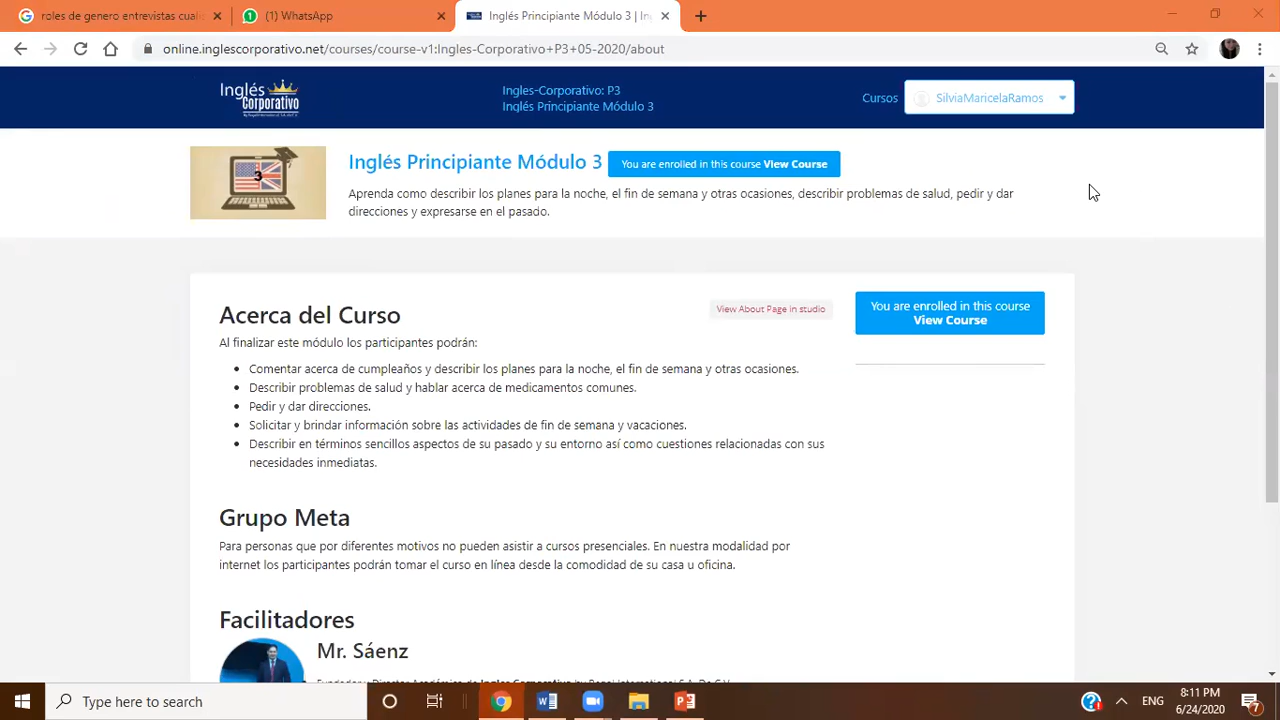 roles de genero entrevistas cual
(1) WhatsApp
Inglés Principiante Módulo 3 | In
online.inglescorporativo.net/courses/course-v1:Ingles-Corporativo+P3+05-2020/about
Inglés Corporativo
Ingles-Corporativo: P3
Inglés Principiante Módulo 3
Cursos
SilviaMaricelaRamos
3
Inglés Principiante Módulo 3
You are enrolled in this course View Course
Aprenda como describir los planes para la noche, el fin de semana y otras ocasiones, describir problemas de salud, pedir y dar
direcciones y expresarse en el pasado.
Acerca del Curso
View About Page in studio
You are enrolled in this course
View Course
Al finalizar este módulo los participantes podrán:
Comentar acerca de cumpleaños y describir los planes para la noche, el fin de semana y otras ocasiones.
Describir problemas de salud y hablar acerca de medicamentos comunes.
Pedir y dar direcciones.
Solicitar y brindar información sobre las actividades de fin de semana y vacaciones.
Describir en términos sencillos aspectos de su pasado y su entorno así como cuestiones relacionadas con sus
necesidades inmediatas.
Grupo Meta
Para personas que por diferentes motivos no pueden asistir a cursos presenciales. En nuestra modalidad por
internet los participantes podrán tomar el curso en línea desde la comodidad de su casa u oficina.
Facilitadores
Mr. Sáenz
Type here to search
ENG
8:11 PM
6/24/2020
7